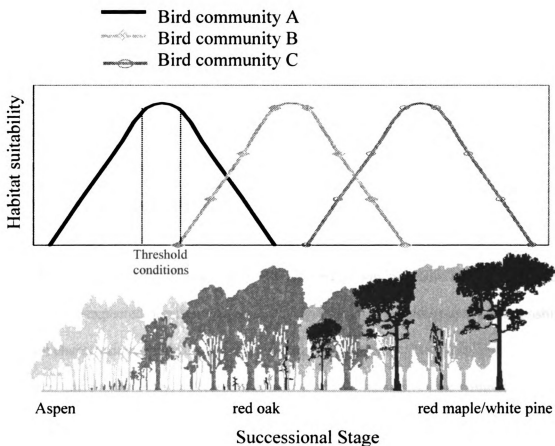 Bird community A
Bird community B
Bird community C
Habitat suitability
Threshold
conditions
Aspen
red oak
red maple/white pine
Successional Stage